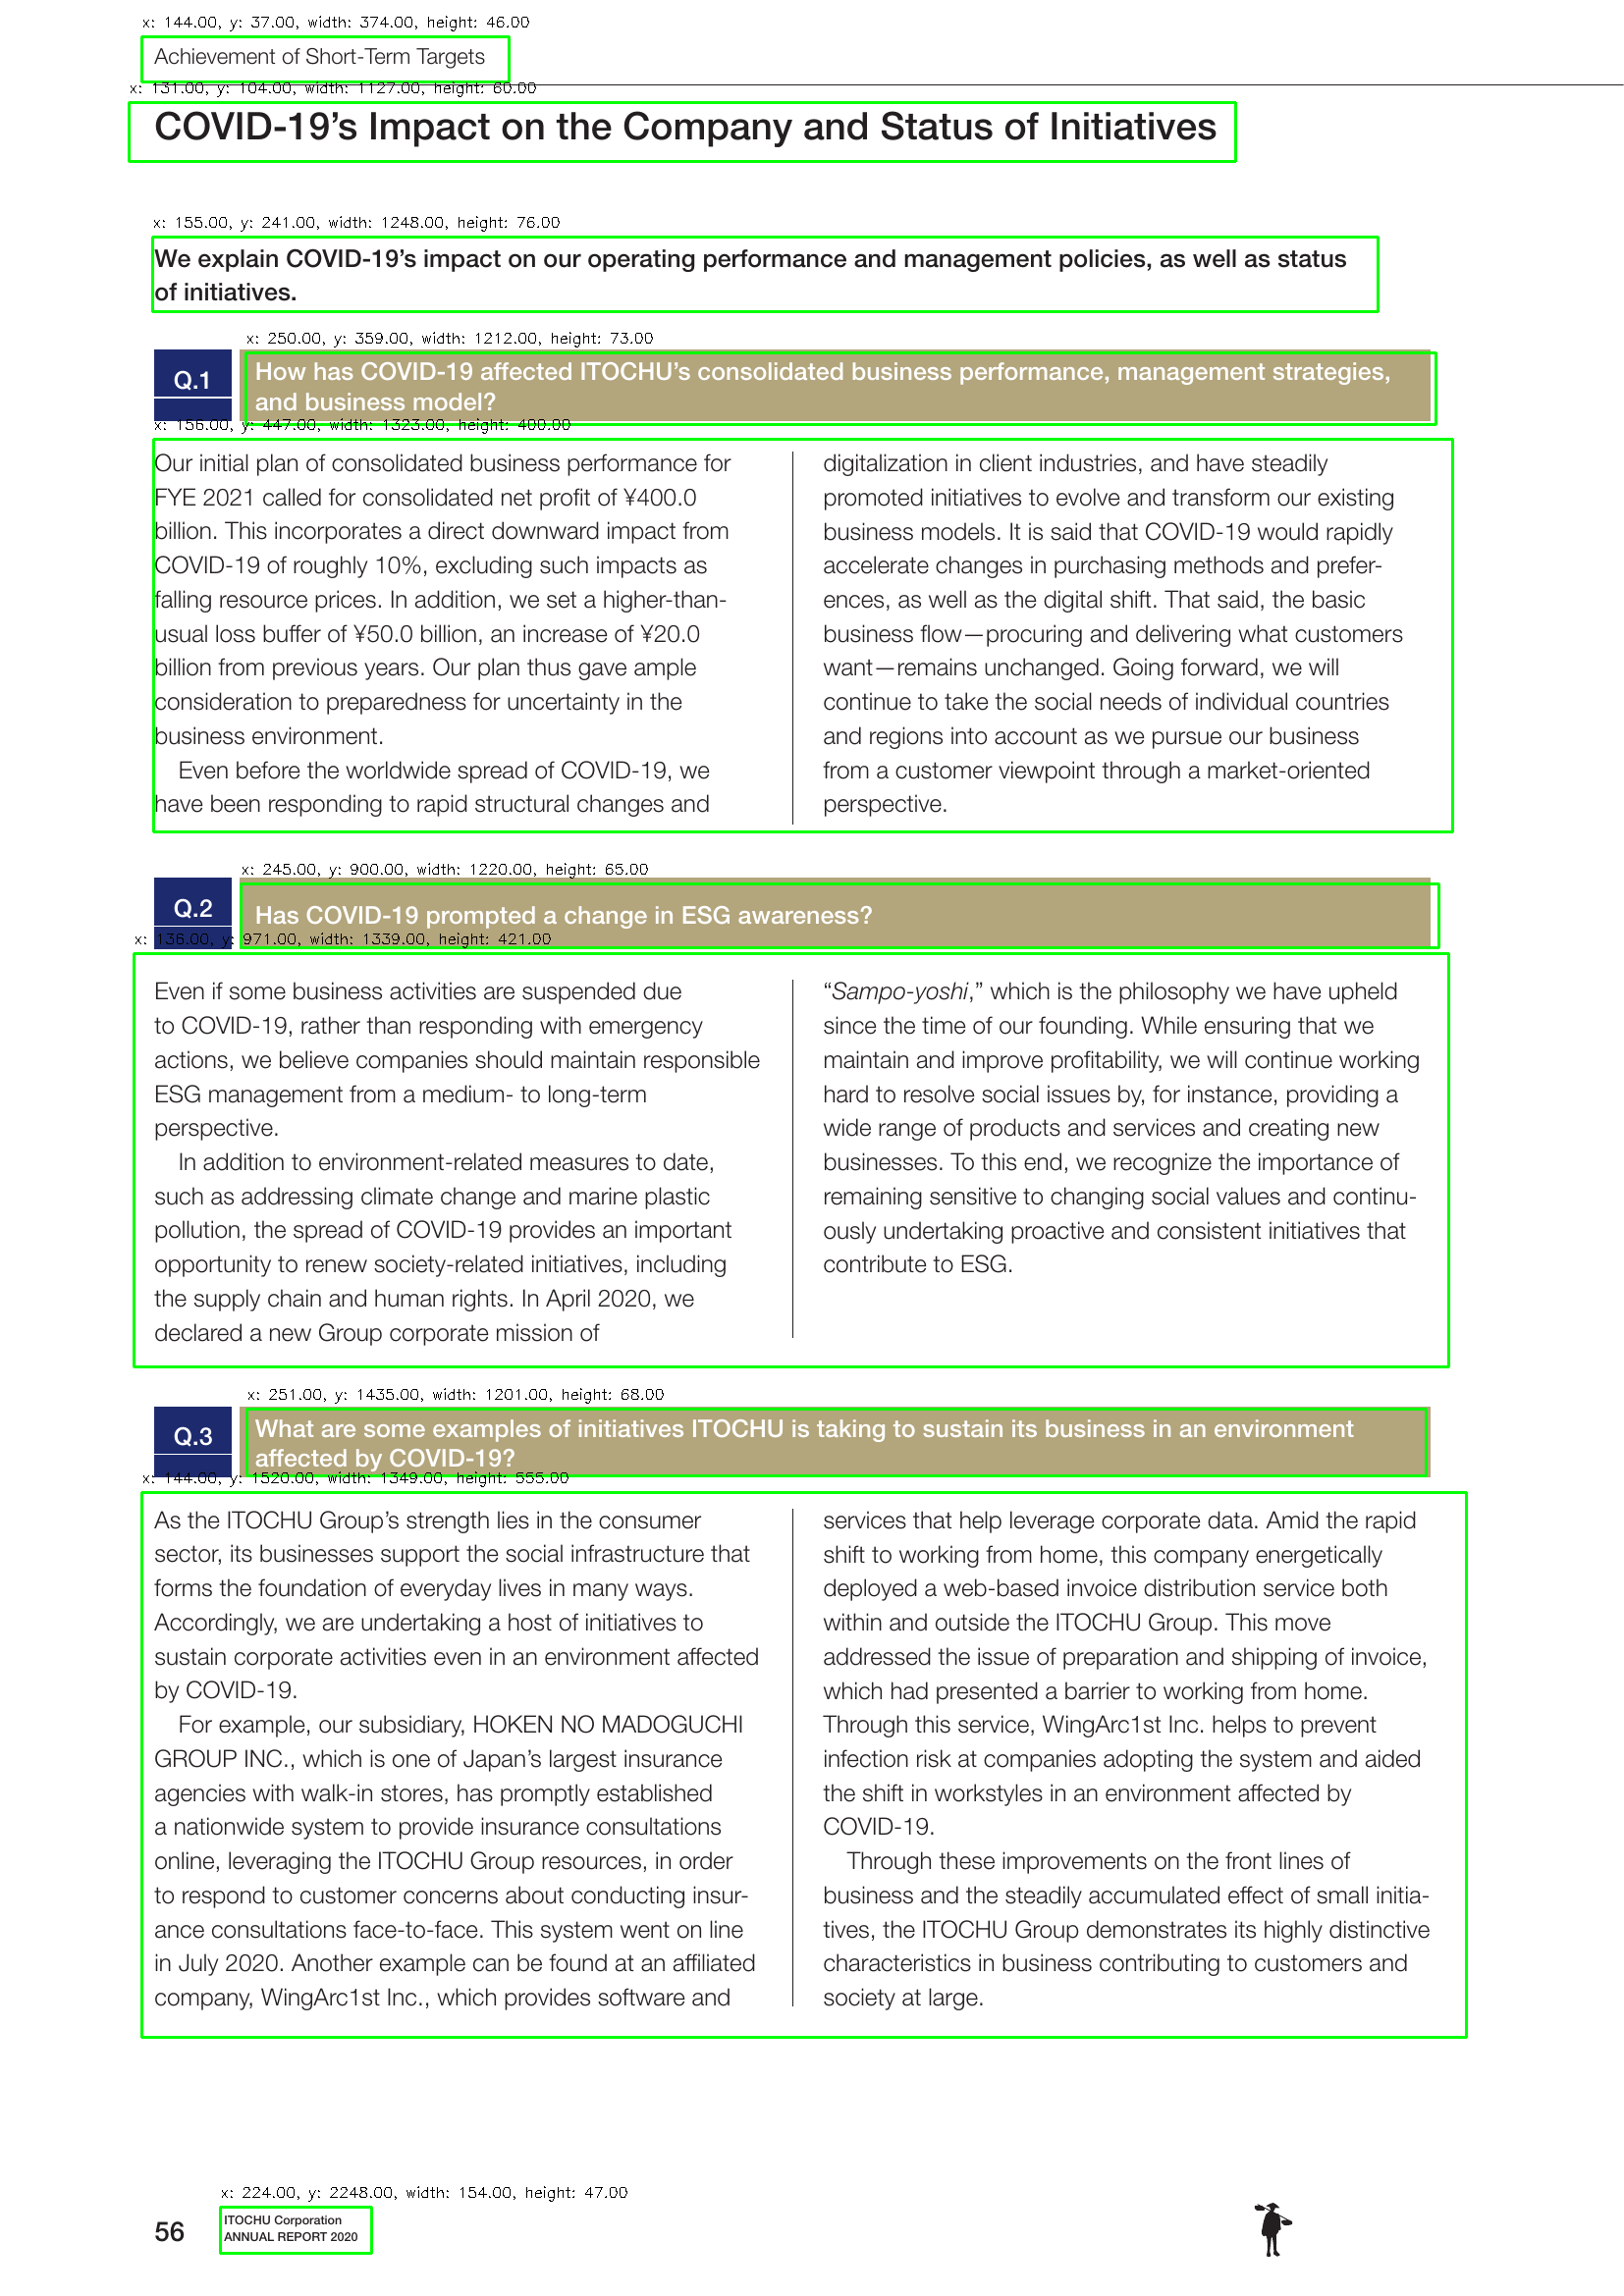 x: 144.00, y: 37.00, width: 374.00, height: 46.00
Achievement of Short-Term Targets
x: 131.00, y: 104.00, width: 1127.00, height: 60.00
COVID-19’s Impact on the Company and Status of Initiatives
x: 155.00, y: 241.00, width: 1248.00, height: 76.00
We explain COVID-19’s impact on our operating performance and management policies, as well as status
of initiatives.
x: 250.00, y: 359.00, width: 1212.00, height: 73.00
Q.1
How has COVID-19 affected ITOCHU’s consolidated business performance, management strategies,
and business model?
x: 156.00, y: 447.00, width: 1323.00, height: 400.00
Our initial plan of consolidated business performance for
FYE 2021 called for consolidated net profit of ¥400.0
billion. This incorporates a direct downward impact from
COVID-19 of roughly 10%, excluding such impacts as
falling resource prices. In addition, we set a higher-than-
usual loss buffer of ¥50.0 billion, an increase of ¥20.0
billion from previous years. Our plan thus gave ample
consideration to preparedness for uncertainty in the
business environment.
Even before the worldwide spread of COVID-19, we
have been responding to rapid structural changes and
digitalization in client industries, and have steadily
promoted initiatives to evolve and transform our existing
business models. It is said that COVID-19 would rapidly
accelerate changes in purchasing methods and prefer-
ences, as well as the digital shift. That said, the basic
business flow—procuring and delivering what customers
want—remains unchanged. Going forward, we will
continue to take the social needs of individual countries
and regions into account as we pursue our business
from a customer viewpoint through a market-oriented
perspective.
x: 245.00, y: 900.00, width: 1220.00, height: 65.00
Q.2
Has COVID-19 prompted a change in ESG awareness?
x: 136.00, y: 971.00, width: 1339.00, height: 421.00
Even if some business activities are suspended due
to COVID-19, rather than responding with emergency
actions, we believe companies should maintain responsible
ESG management from a medium- to long-term
perspective.
In addition to environment-related measures to date,
such as addressing climate change and marine plastic
pollution, the spread of COVID-19 provides an important
opportunity to renew society-related initiatives, including
the supply chain and human rights. In April 2020, we
declared a new Group corporate mission of
“Sampo-yoshi,” which is the philosophy we have upheld
since the time of our founding. While ensuring that we
maintain and improve profitability, we will continue working
hard to resolve social issues by, for instance, providing a
wide range of products and services and creating new
businesses. To this end, we recognize the importance of
remaining sensitive to changing social values and continu-
ously undertaking proactive and consistent initiatives that
contribute to ESG.
x: 251.00, y: 1435.00, width: 1201.00, height: 68.00
Q.3
What are some examples of initiatives ITOCHU is taking to sustain its business in an environment
affected by COVID-19?
x: 144.00, y: 1520.00, width: 1349.00, height: 555.00
As the ITOCHU Group’s strength lies in the consumer
sector, its businesses support the social infrastructure that
forms the foundation of everyday lives in many ways.
Accordingly, we are undertaking a host of initiatives to
sustain corporate activities even in an environment affected
by COVID-19.
For example, our subsidiary, HOKEN NO MADOGUCHI
GROUP INC., which is one of Japan’s largest insurance
agencies with walk-in stores, has promptly established
a nationwide system to provide insurance consultations
online, leveraging the ITOCHU Group resources, in order
to respond to customer concerns about conducting insur-
ance consultations face-to-face. This system went on line
in July 2020. Another example can be found at an affiliated
company, WingArc1st Inc., which provides software and
services that help leverage corporate data. Amid the rapid
shift to working from home, this company energetically
deployed a web-based invoice distribution service both
within and outside the ITOCHU Group. This move
addressed the issue of preparation and shipping of invoice,
which had presented a barrier to working from home.
Through this service, WingArc1st Inc. helps to prevent
infection risk at companies adopting the system and aided
the shift in workstyles in an environment affected by
COVID-19.
Through these improvements on the front lines of
business and the steadily accumulated effect of small initia-
tives, the ITOCHU Group demonstrates its highly distinctive
characteristics in business contributing to customers and
society at large.
x: 224.00, y: 2248.00, width: 154.00, height: 47.00
56
ITOCHU Corporation
ANNUAL REPORT 2020